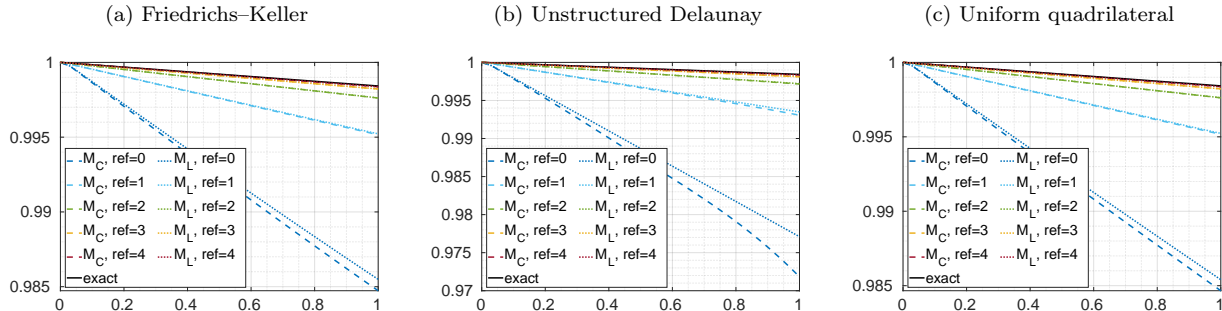 (a) Friedrichs–Keller
1
0.995
0.99
0.985
M_C, ref=0 M_L, ref=0
M_C, ref=1 M_L, ref=1
M_C, ref=2 M_L, ref=2
M_C, ref=3 M_L, ref=3
M_C, ref=4 M_L, ref=4
exact
0 0.2 0.4 0.6 0.8 1
(b) Unstructured Delaunay
1
0.995
0.99
0.985
0.98
0.975
0.97
M_C, ref=0 M_L, ref=0
M_C, ref=1 M_L, ref=1
M_C, ref=2 M_L, ref=2
M_C, ref=3 M_L, ref=3
M_C, ref=4 M_L, ref=4
exact
0 0.2 0.4 0.6 0.8 1
(c) Uniform quadrilateral
1
0.995
0.99
0.985
M_C, ref=0 M_L, ref=0
M_C, ref=1 M_L, ref=1
M_C, ref=2 M_L, ref=2
M_C, ref=3 M_L, ref=3
M_C, ref=4 M_L, ref=4
exact
0 0.2 0.4 0.6 0.8 1